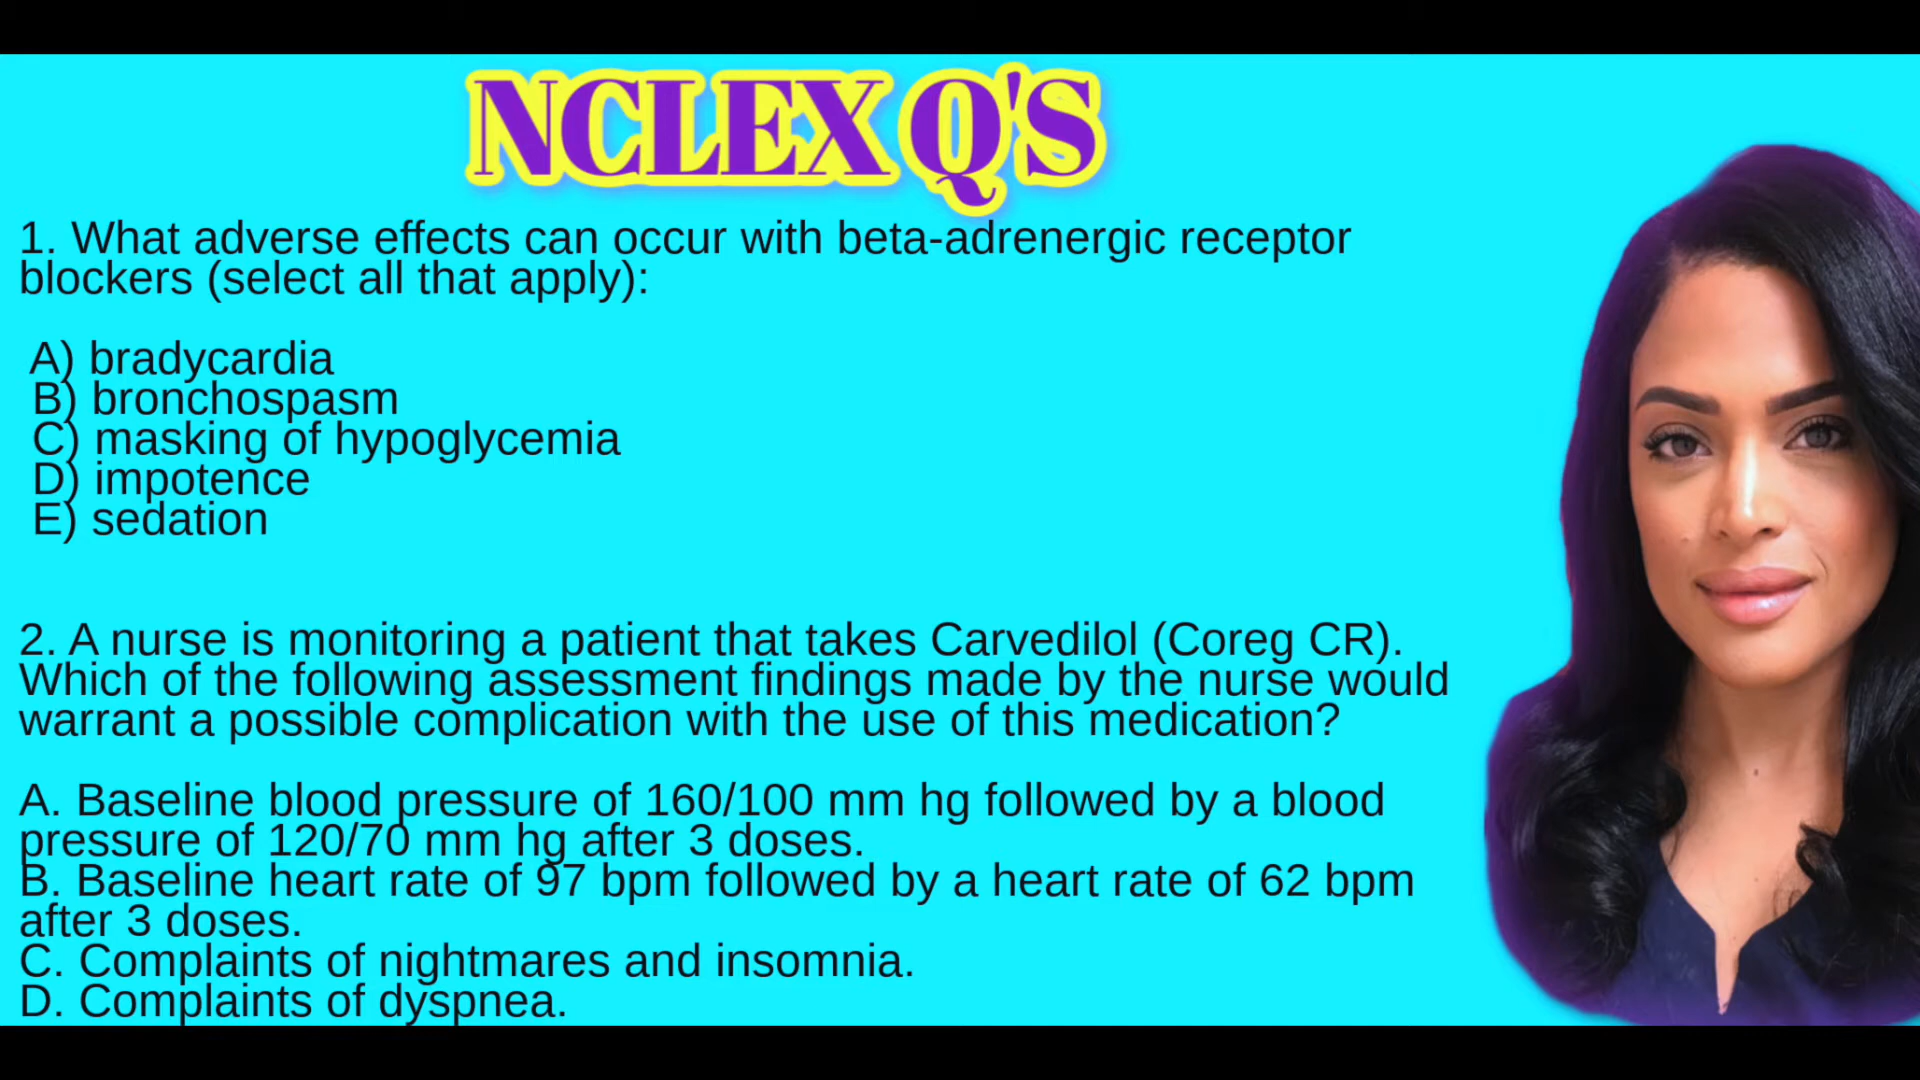 NCLEX Q'S
1. What adverse effects can occur with beta-adrenergic receptor
blockers (select all that apply):
A) bradycardia
B) bronchospasm
C) masking of hypoglycemia
D) impotence
E) sedation
2. A nurse is monitoring a patient that takes Carvedilol (Coreg CR).
Which of the following assessment findings made by the nurse would
warrant a possible complication with the use of this medication?
A. Baseline blood pressure of 160/100 mm hg followed by a blood
pressure of 120/70 mm hg after 3 doses.
B. Baseline heart rate of 97 bpm followed by a heart rate of 62 bpm
after 3 doses.
C. Complaints of nightmares and insomnia.
D. Complaints of dyspnea.